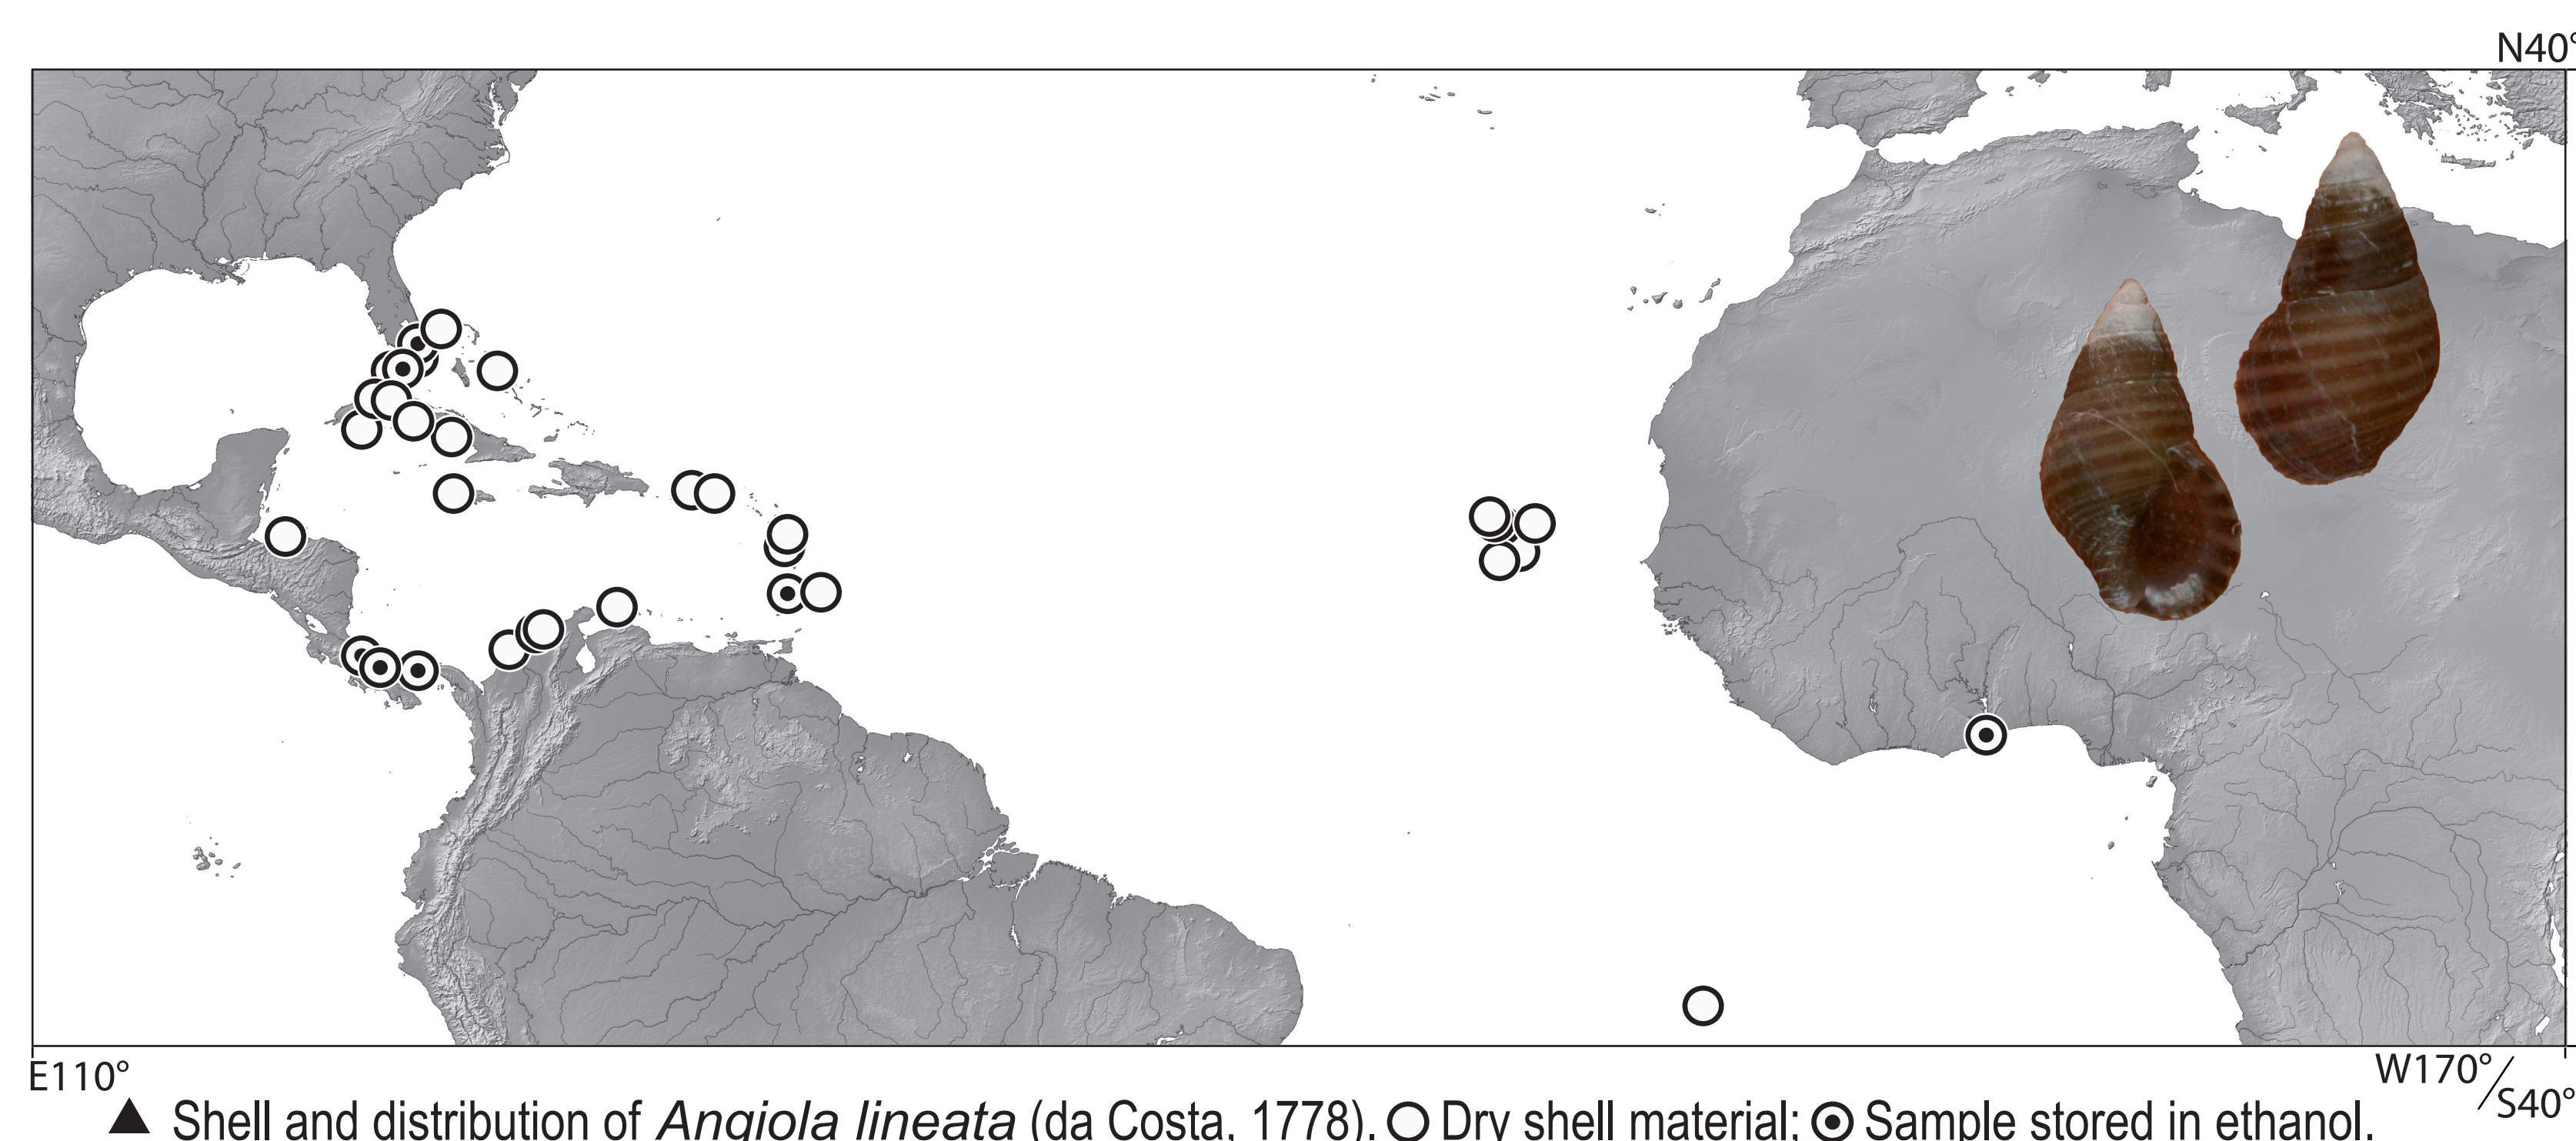 N40°
E110°
W170°/S40°
▲ Shell and distribution of Angiola lineata (da Costa, 1778). ○ Dry shell material; ⊙ Sample stored in ethanol.